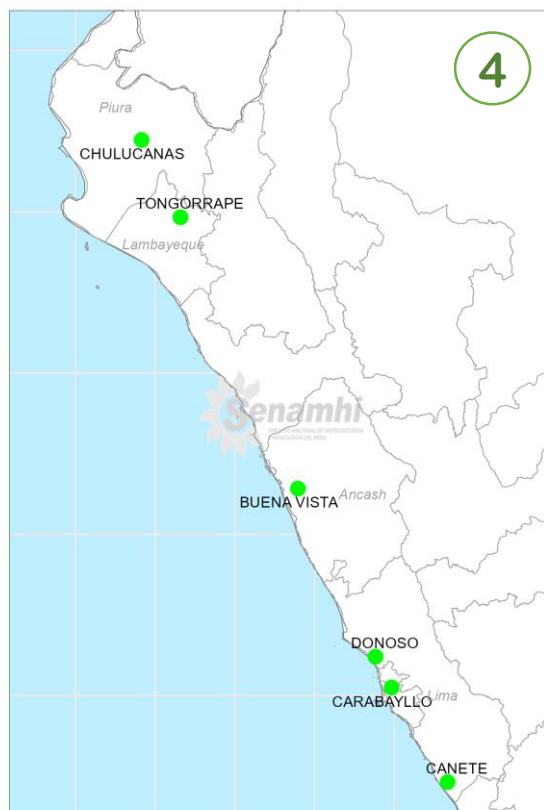 4
Piura
CHULUCANAS
TONGORRAPE
Lambayeque
Senamhi
BUENA VISTA
Ancash
DONOSO
CARABAYLLO
Lima
CANETE